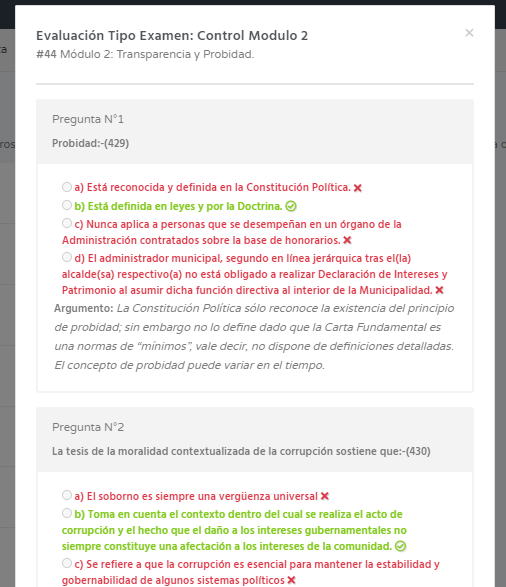 Evaluación Tipo Examen: Control Modulo 2
×
#44 Módulo 2: Transparencia y Probidad.
Pregunta N°1
Probidad:-(429)
a) Está reconocida y definida en la Constitución Política. ✖
b) Está definida en leyes y por la Doctrina.
c) Nunca aplica a personas que se desempeñan en un órgano de la
Administración contratados sobre la base de honorarios. ✖
d) El administrador municipal, segundo en línea jerárquica tras el(la)
alcalde(sa) respectivo(a) no está obligado a realizar Declaración de Intereses y
Patrimonio al asumir dicha función directiva al interior de la Municipalidad. ✖
Argumento: La Constitución Política sólo reconoce la existencia del principio
de probidad; sin embargo no lo define dado que la Carta Fundamental es
una normas de “mínimos”, vale decir, no dispone de definiciones detalladas.
El concepto de probidad puede variar en el tiempo.
Pregunta N°2
La tesis de la moralidad contextualizada de la corrupción sostiene que:-(430)
a) El soborno es siempre una vergüenza universal ✖
b) Toma en cuenta el contexto dentro del cual se realiza el acto de
corrupción y el hecho que el daño a los intereses gubernamentales no
siempre constituye una afectación a los intereses de la comunidad.
c) Se refiere a que la corrupción es esencial para mantener la estabilidad y
gobernabilidad de algunos sistemas políticos ✖